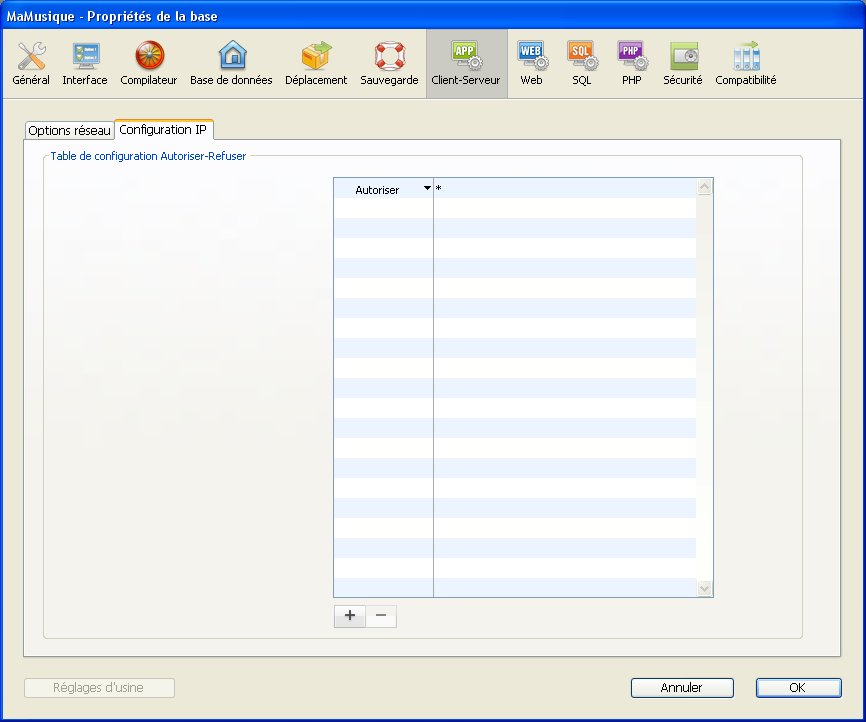 MaMusique - Propriétés de la base
Général Interface Compilateur Base de données Déplacement Sauvegarde Client-Serveur Web SQL PHP Sécurité Compatibilité
APP WEB SQL PHP
Options réseau Configuration IP
Table de configuration Autoriser-Refuser
Autoriser *
+ −
Réglages d'usine Annuler OK